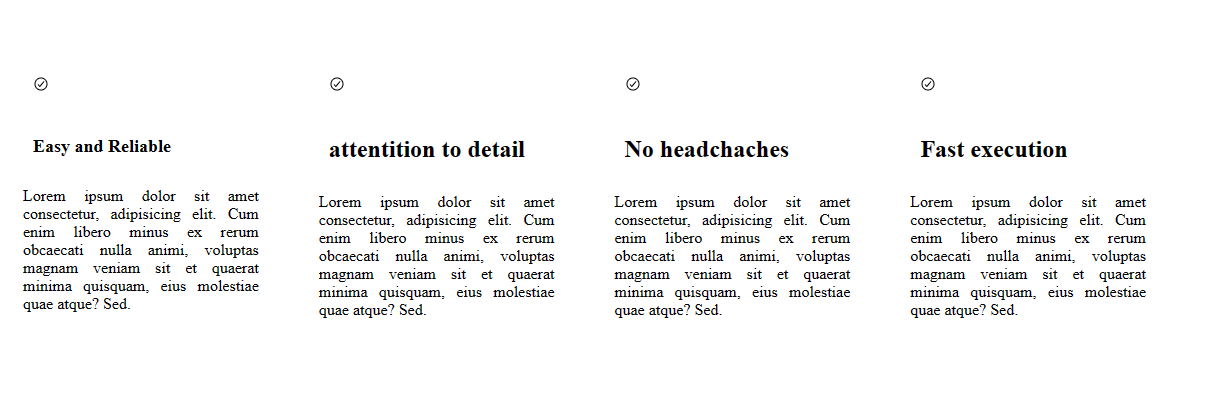 Easy and Reliable
Lorem ipsum dolor sit amet
consectetur, adipisicing elit. Cum
enim libero minus ex rerum
obcaecati nulla animi, voluptas
magnam veniam sit et quaerat
minima quisquam, eius molestiae
quae atque? Sed.
attentition to detail
Lorem ipsum dolor sit amet
consectetur, adipisicing elit. Cum
enim libero minus ex rerum
obcaecati nulla animi, voluptas
magnam veniam sit et quaerat
minima quisquam, eius molestiae
quae atque? Sed.
No headchaches
Lorem ipsum dolor sit amet
consectetur, adipisicing elit. Cum
enim libero minus ex rerum
obcaecati nulla animi, voluptas
magnam veniam sit et quaerat
minima quisquam, eius molestiae
quae atque? Sed.
Fast execution
Lorem ipsum dolor sit amet
consectetur, adipisicing elit. Cum
enim libero minus ex rerum
obcaecati nulla animi, voluptas
magnam veniam sit et quaerat
minima quisquam, eius molestiae
quae atque? Sed.